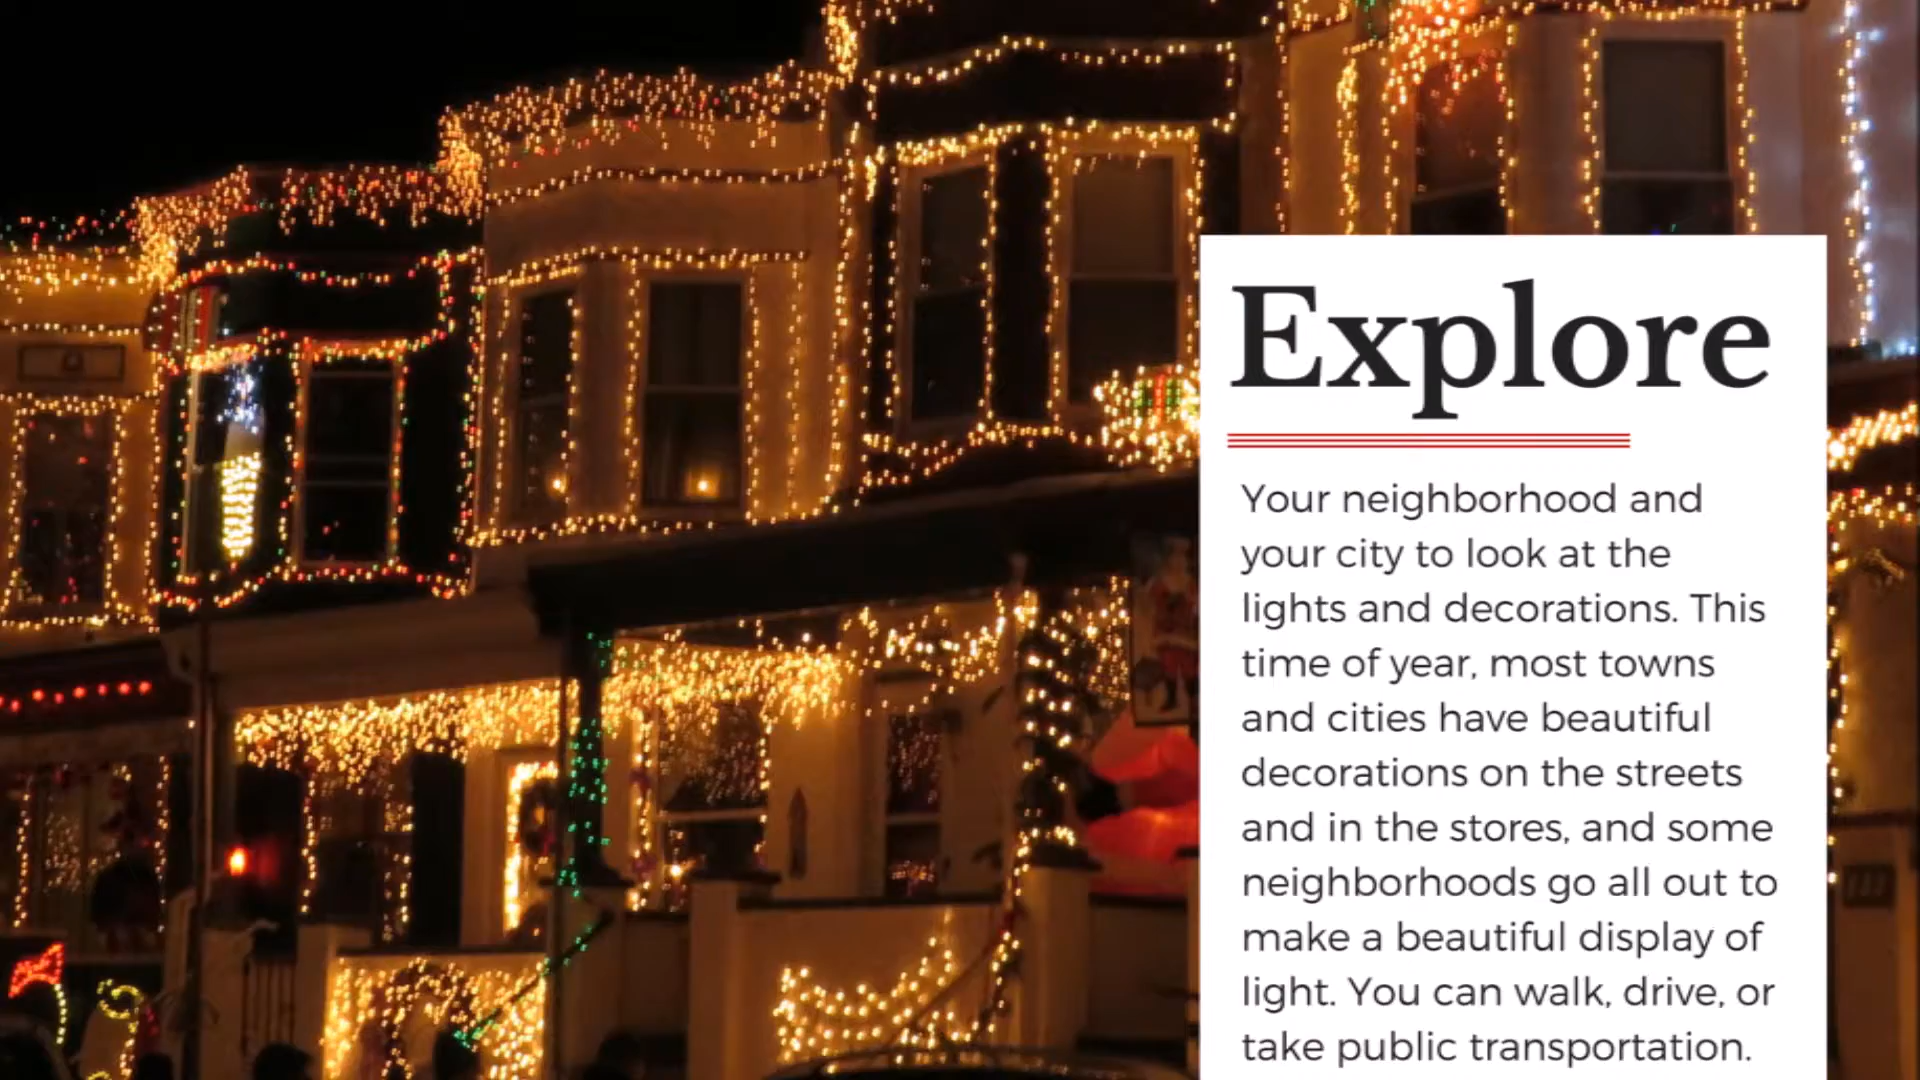 Explore
Your neighborhood and
your city to look at the
lights and decorations. This
time of year, most towns
and cities have beautiful
decorations on the streets
and in the stores, and some
neighborhoods go all out to
make a beautiful display of
light. You can walk, drive, or
take public transportation.